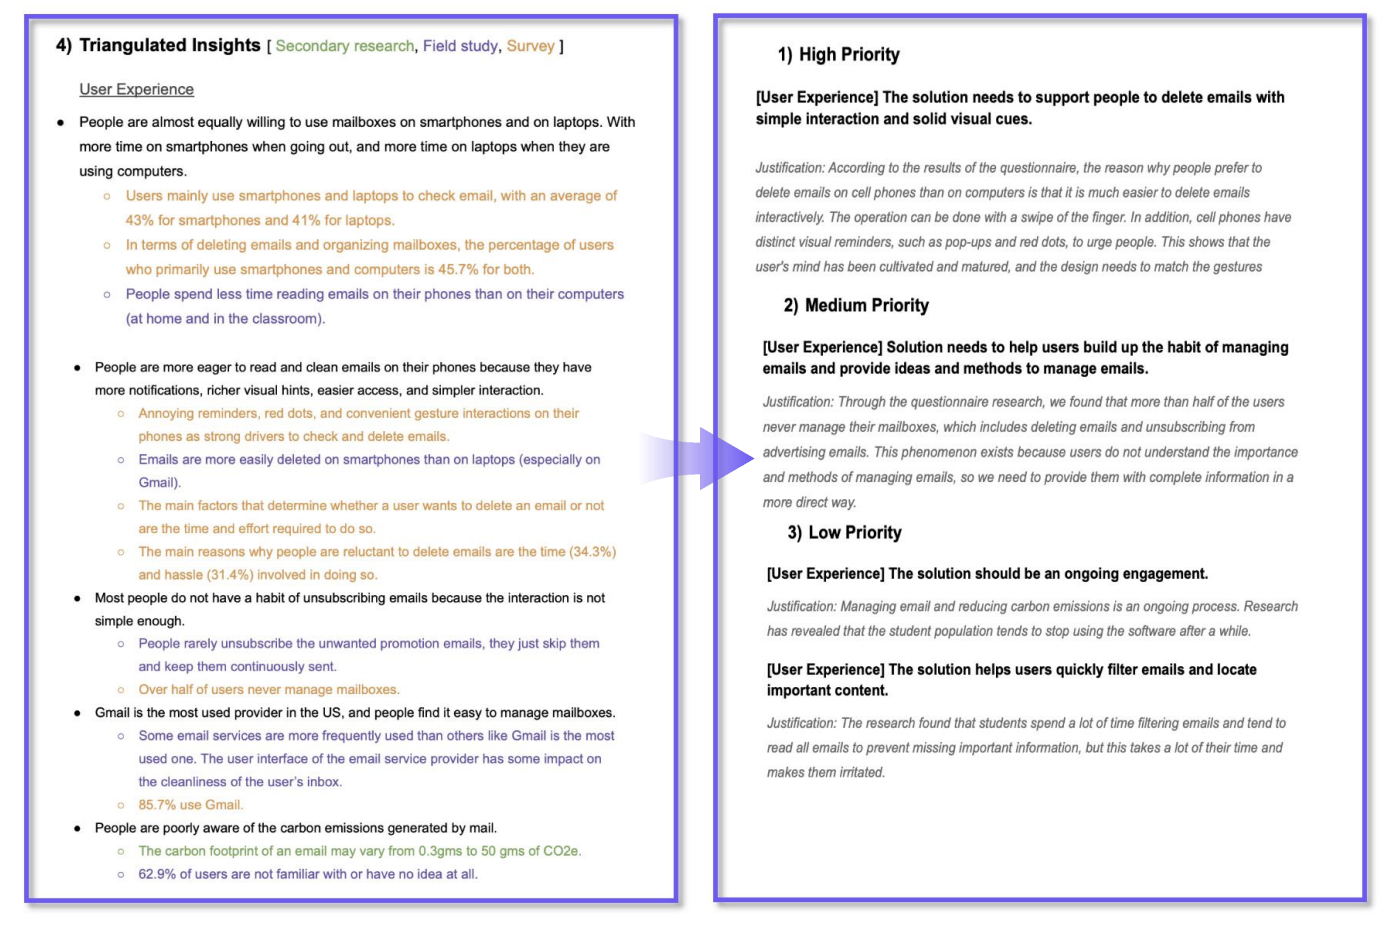 4) Triangulated Insights [ Secondary research, Field study, Survey ]
User Experience
● People are almost equally willing to use mailboxes on smartphones and on laptops. With
more time on smartphones when going out, and more time on laptops when they are
using computers.
○ Users mainly use smartphones and laptops to check email, with an average of
43% for smartphones and 41% for laptops.
○ In terms of deleting emails and organizing mailboxes, the percentage of users
who primarily use smartphones and computers is 45.7% for both.
○ People spend less time reading emails on their phones than on their computers
(at home and in the classroom).
● People are more eager to read and clean emails on their phones because they have
more notifications, richer visual hints, easier access, and simpler interaction.
○ Annoying reminders, red dots, and convenient gesture interactions on their
phones as strong drivers to check and delete emails.
○ Emails are more easily deleted on smartphones than on laptops (especially on
Gmail).
○ The main factors that determine whether a user wants to delete an email or not
are the time and effort required to do so.
○ The main reasons why people are reluctant to delete emails are the time (34.3%)
and hassle (31.4%) involved in doing so.
● Most people do not have a habit of unsubscribing emails because the interaction is not
simple enough.
○ People rarely unsubscribe the unwanted promotion emails, they just skip them
and keep them continuously sent.
○ Over half of users never manage mailboxes.
● Gmail is the most used provider in the US, and people find it easy to manage mailboxes.
○ Some email services are more frequently used than others like Gmail is the most
used one. The user interface of the email service provider has some impact on
the cleanliness of the user's inbox.
○ 85.7% use Gmail.
● People are poorly aware of the carbon emissions generated by mail.
○ The carbon footprint of an email may vary from 0.3gms to 50 gms of CO2e.
○ 62.9% of users are not familiar with or have no idea at all.
1) High Priority
[User Experience] The solution needs to support people to delete emails with
simple interaction and solid visual cues.
Justification: According to the results of the questionnaire, the reason why people prefer to
delete emails on cell phones than on computers is that it is much easier to delete emails
interactively. The operation can be done with a swipe of the finger. In addition, cell phones have
distinct visual reminders, such as pop-ups and red dots, to urge people. This shows that the
user's mind has been cultivated and matured, and the design needs to match the gestures
2) Medium Priority
[User Experience] Solution needs to help users build up the habit of managing
emails and provide ideas and methods to manage emails.
Justification: Through the questionnaire research, we found that more than half of the users
never manage their mailboxes, which includes deleting emails and unsubscribing from
advertising emails. This phenomenon exists because users do not understand the importance
and methods of managing emails, so we need to provide them with complete information in a
more direct way.
3) Low Priority
[User Experience] The solution should be an ongoing engagement.
Justification: Managing email and reducing carbon emissions is an ongoing process. Research
has revealed that the student population tends to stop using the software after a while.
[User Experience] The solution helps users quickly filter emails and locate
important content.
Justification: The research found that students spend a lot of time filtering emails and tend to
read all emails to prevent missing important information, but this takes a lot of their time and
makes them irritated.